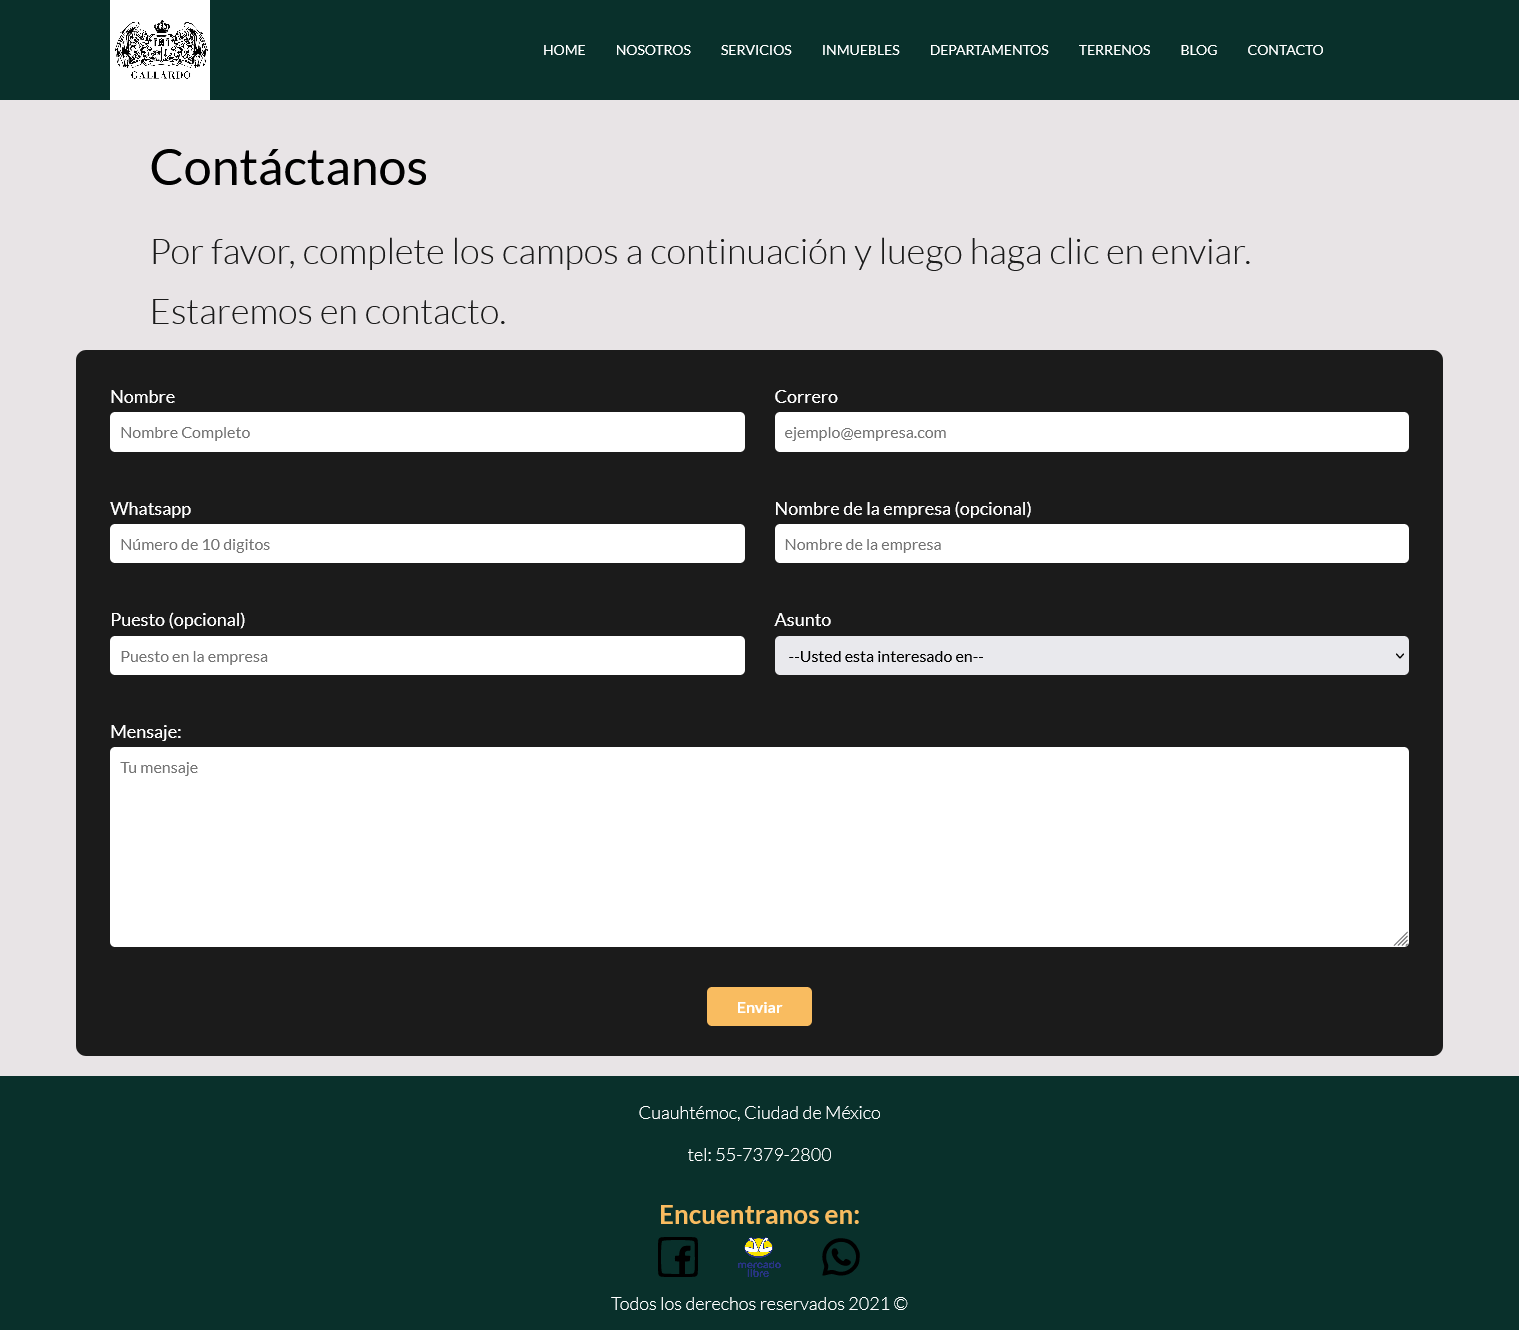 GALLARDO
HOME NOSOTROS SERVICIOS INMUEBLES DEPARTAMENTOS TERRENOS BLOG CONTACTO
Contáctanos
Por favor, complete los campos a continuación y luego haga clic en enviar.
Estaremos en contacto.
Nombre
Nombre Completo
Correro
ejemplo@empresa.com
Whatsapp
Número de 10 digitos
Nombre de la empresa (opcional)
Nombre de la empresa
Puesto (opcional)
Puesto en la empresa
Asunto
--Usted esta interesado en--
Mensaje:
Tu mensaje
Enviar
Cuauhtémoc, Ciudad de México
tel: 55-7379-2800
Encuentranos en:
mercado
libre
Todos los derechos reservados 2021 ©